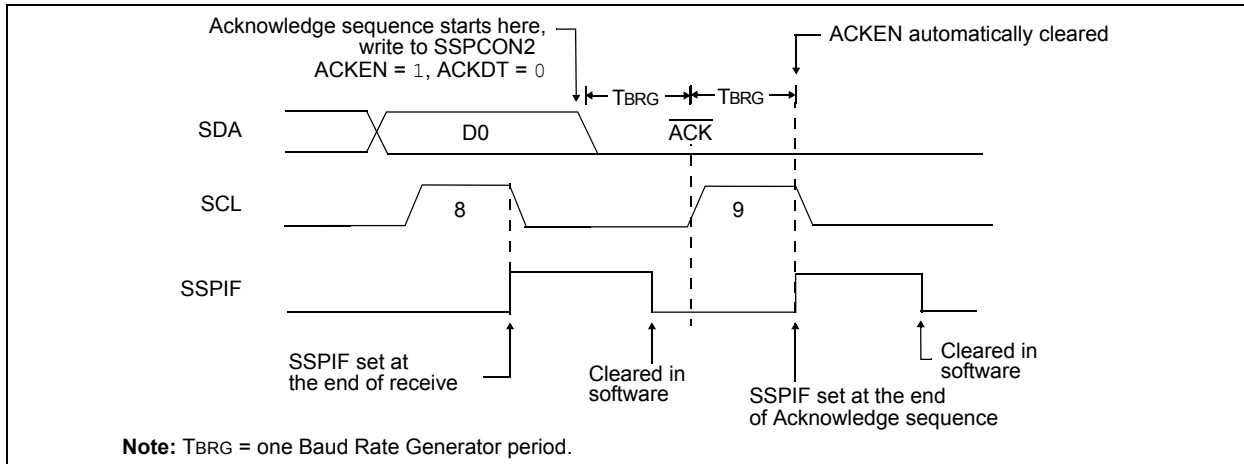 Acknowledge sequence starts here,
write to SSPCON2
ACKEN = 1, ACKDT = 0
ACKEN automatically cleared
TBRG
TBRG
SDA
D0
ACK
SCL
8
9
SSPIF
SSPIF set at
the end of receive
Cleared in
software
SSPIF set at the end
of Acknowledge sequence
Cleared in
software
Note: TBRG = one Baud Rate Generator period.